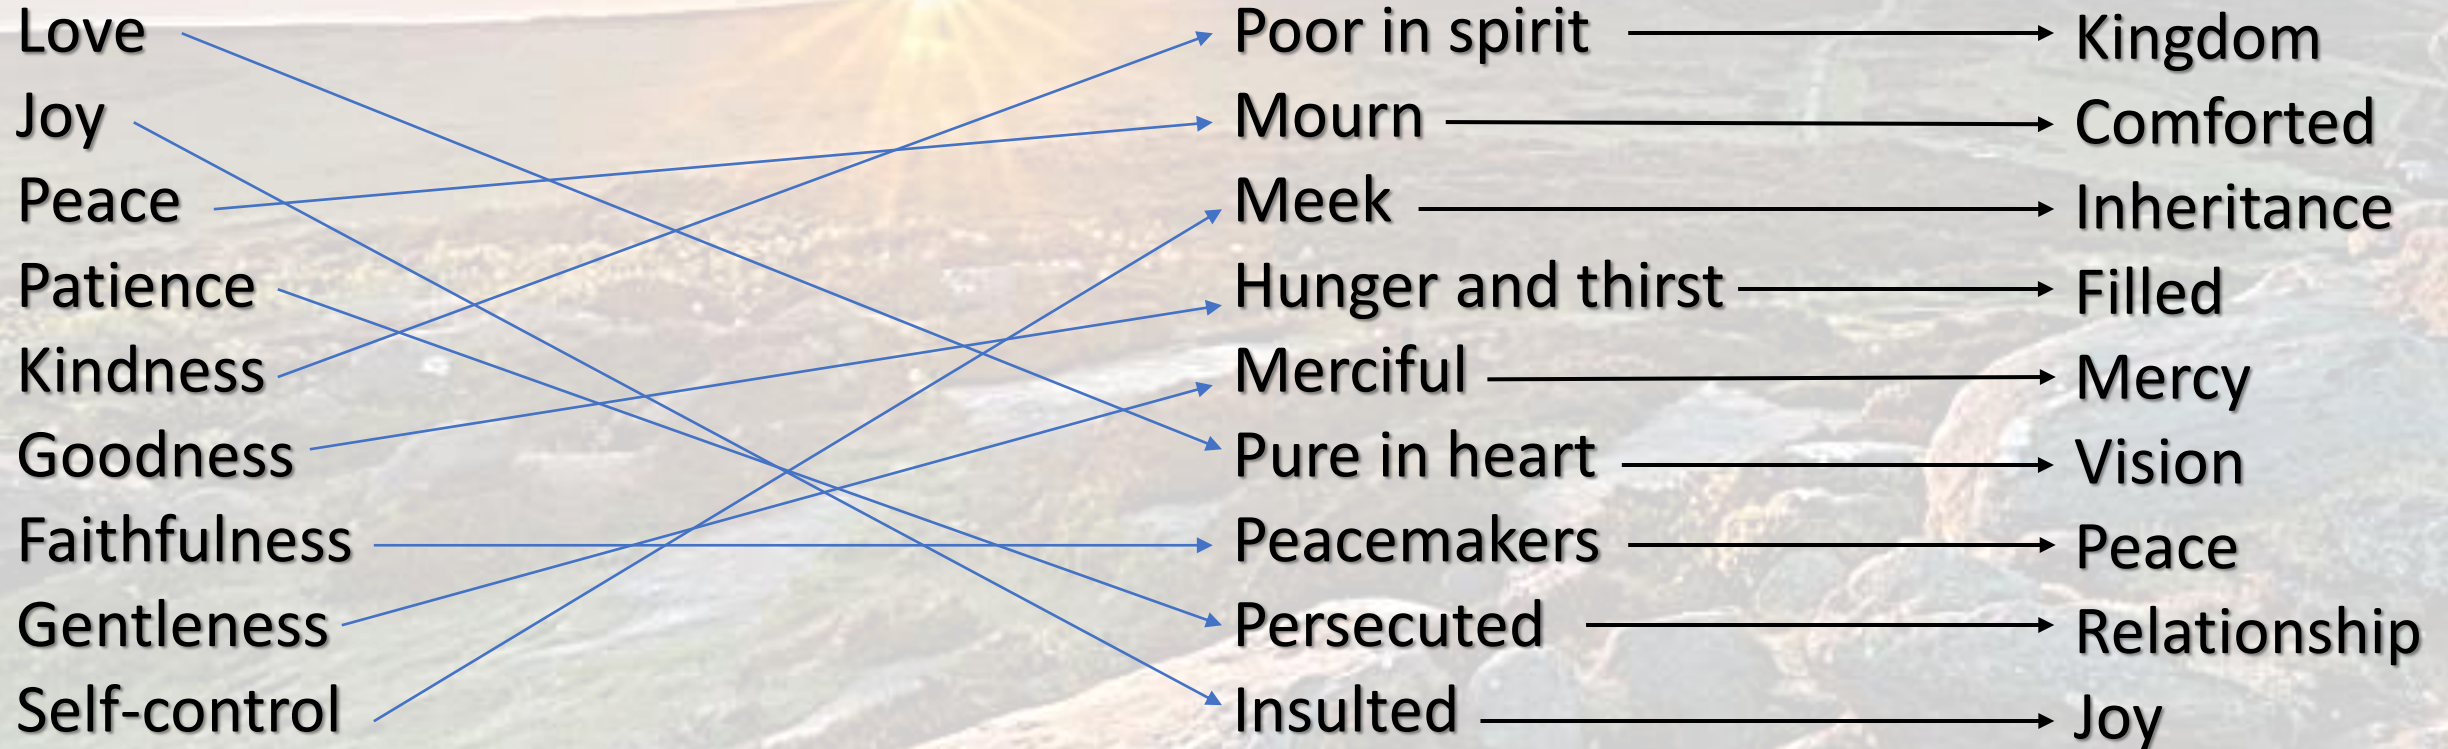 Love
Joy
Peace
Patience
Kindness
Goodness
Faithfulness
Gentleness
Self-control
Poor in spirit
Mourn
Meek
Hunger and thirst
Merciful
Pure in heart
Peacemakers
Persecuted
Insulted
Kingdom
Comforted
Inheritance
Filled
Mercy
Vision
Peace
Relationship
Joy